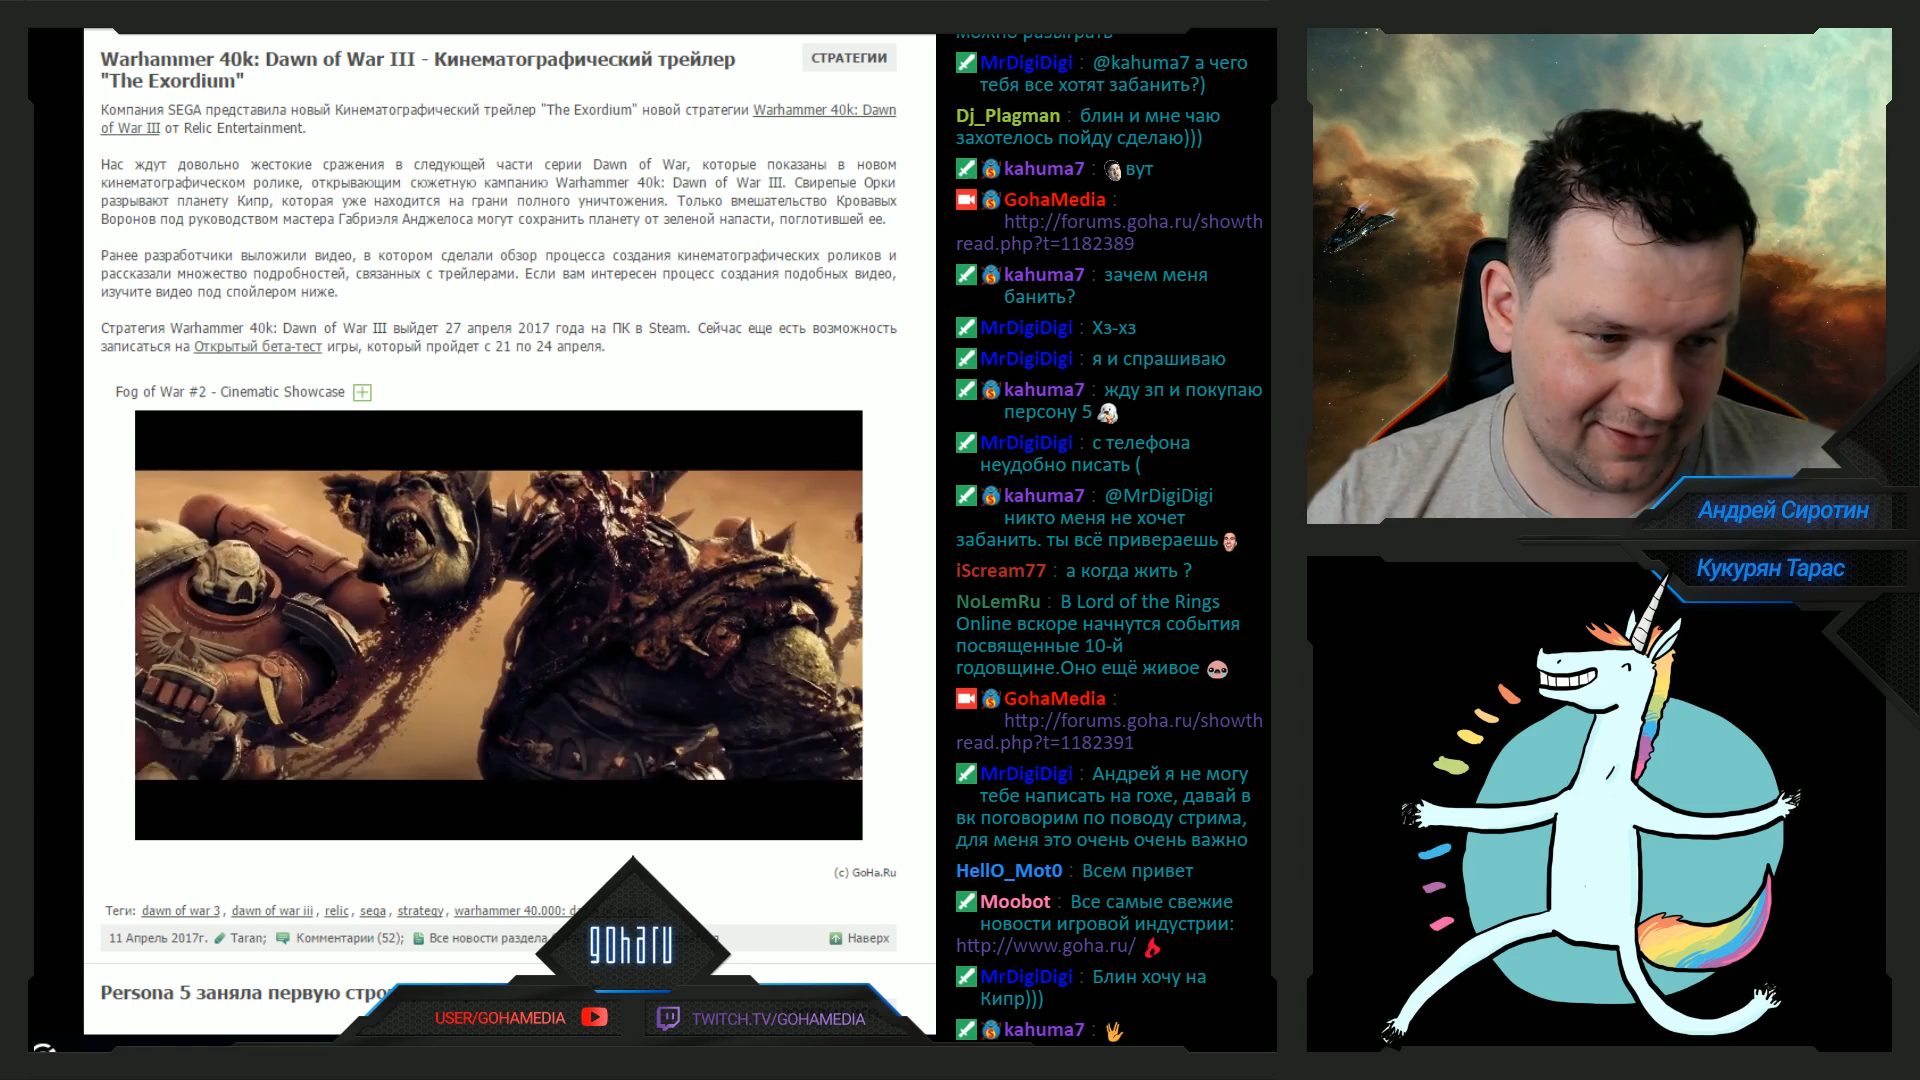 Warhammer 40k: Dawn of War III - Кинематографический трейлер
"The Exordium"
СТРАТЕГИИ
Компания SEGA представила новый Кинематографический трейлер "The Exordium" новой стратегии Warhammer 40k: Dawn
of War III от Relic Entertainment.
Нас ждут довольно жестокие сражения в следующей части серии Dawn of War, которые показаны в новом
кинематографическом ролике, открывающим сюжетную кампанию Warhammer 40k: Dawn of War III. Свирепые Орки
разрывают планету Кипр, которая уже находится на грани полного уничтожения. Только вмешательство Кровавых
Воронов под руководством мастера Габриэля Анджелоса могут сохранить планету от зеленой напасти, поглотившей ее.
Ранее разработчики выложили видео, в котором сделали обзор процесса создания кинематографических роликов и
рассказали множество подробностей, связанных с трейлерами. Если вам интересен процесс создания подобных видео,
изучите видео под спойлером ниже.
Стратегия Warhammer 40k: Dawn of War III выйдет 27 апреля 2017 года на ПК в Steam. Сейчас еще есть возможность
записаться на Открытый бета-тест игры, который пройдет с 21 по 24 апреля.
Fog of War #2 - Cinematic Showcase
(c) GoHa.Ru
Теги: dawn of war 3, dawn of war iii, relic, sega, strategy, warhammer 40.000:
11 Апрель 2017г. Taran; Комментарии (52); Все новости раздела
Наверх
Persona 5 заняла первую стро
goharu
USER/GOHAMEDIA
TWITCH.TV/GOHAMEDIA
можно разыграть
MrDigiDigi : @kahuma7 а чего
тебя все хотят забанить?)
Dj_Plagman : блин и мне чаю
захотелось пойду сделаю)))
kahuma7 : вут
GohaMedia :
http://forums.goha.ru/showth
read.php?t=1182389
kahuma7 : зачем меня
банить?
MrDigiDigi : Хз-хз
MrDigiDigi : я и спрашиваю
kahuma7 : жду зп и покупаю
персону 5
MrDigiDigi : с телефона
неудобно писать (
kahuma7 : @MrDigiDigi
никто меня не хочет
забанить. ты всё привераешь
iScream77 : а когда жить ?
NoLemRu : В Lord of the Rings
Online вскоре начнутся события
посвященные 10-й
годовщине.Оно ещё живое
GohaMedia :
http://forums.goha.ru/showth
read.php?t=1182391
MrDigiDigi : Андрей я не могу
тебе написать на гохе, давай в
вк поговорим по поводу стрима,
для меня это очень очень важно
HellO_Mot0 : Всем привет
Moobot : Все самые свежие
новости игровой индустрии:
http://www.goha.ru/
MrDigiDigi : Блин хочу на
Кипр)))
kahuma7 :
Андрей Сиротин
Кукурян Тарас